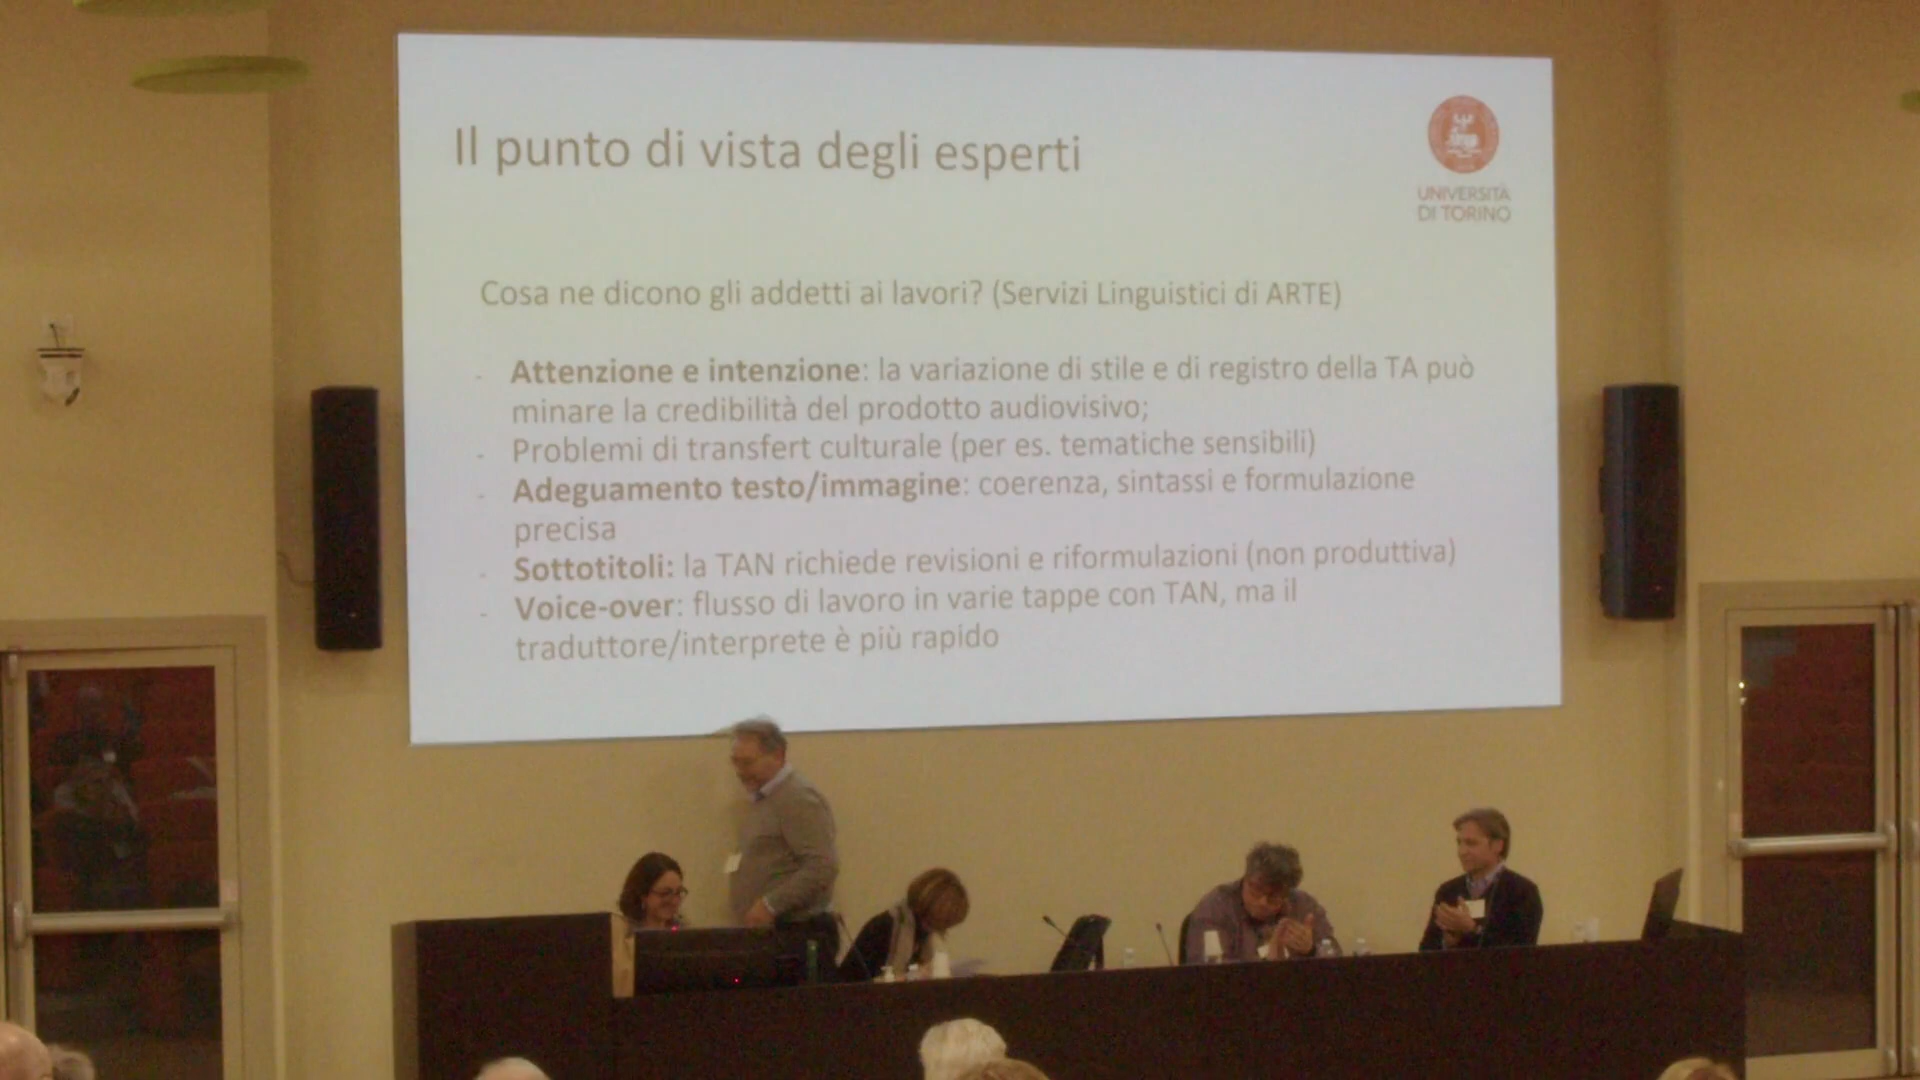 Il punto di vista degli esperti
UNIVERSITÀ
DI TORINO
Cosa ne dicono gli addetti ai lavori? (Servizi Linguistici di ARTE)
- Attenzione e intenzione: la variazione di stile e di registro della TA può
minare la credibilità del prodotto audiovisivo;
- Problemi di transfert culturale (per es. tematiche sensibili)
- Adeguamento testo/immagine: coerenza, sintassi e formulazione
precisa
- Sottotitoli: la TAN richiede revisioni e riformulazioni (non produttiva)
- Voice-over: flusso di lavoro in varie tappe con TAN, ma il
traduttore/interprete è più rapido